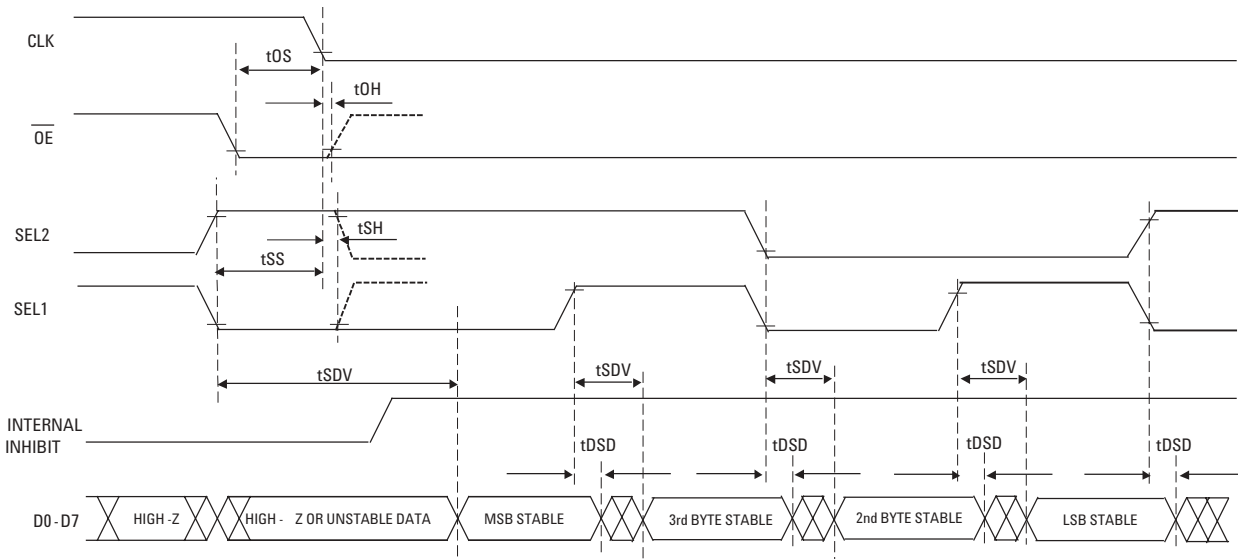 CLK
tOS
tOH
OE
SEL2
tSH
tSS
SEL1
tSDV
tSDV
tSDV
tSDV
INTERNAL
INHIBIT
tDSD
tDSD
tDSD
tDSD
D0 - D7
HIGH -Z
HIGH - Z OR UNSTABLE DATA
MSB STABLE
3rd BYTE STABLE
2nd BYTE STABLE
LSB STABLE